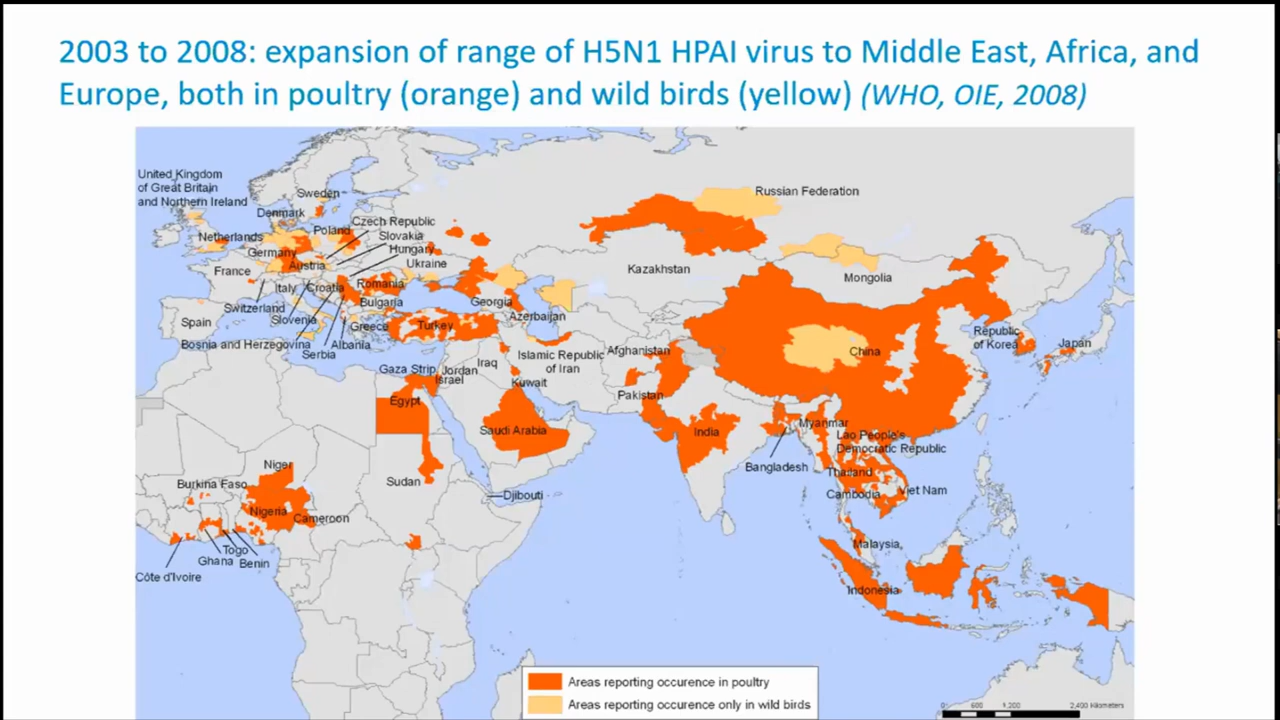 2003 to 2008: expansion of range of H5N1 HPAI virus to Middle East, Africa, and
Europe, both in poultry (orange) and wild birds (yellow) (WHO, OIE, 2008)
United Kingdom
of Great Britain
and Northern Ireland
Sweden
Denmark
Netherlands
Poland
Czech Republic
Slovakia
Hungary
Germany
Austria
Ukraine
France
Italy
Croatia
Romania
Switzerland
Slovenia
Bulgaria
Georgia
Azerbaijan
Spain
Bosnia and Herzegovina
Serbia
Albania
Greece
Turkey
Russian Federation
Kazakhstan
Mongolia
Republic
of Korea
Japan
China
Islamic Republic
of Iran
Afghanistan
Iraq
Gaza Strip
Jordan
Israel
Kuwait
Pakistan
Egypt
Saudi Arabia
India
Bangladesh
Myanmar
Lao People's
Democratic Republic
Thailand
Cambodia
Viet Nam
Niger
Burkina Faso
Sudan
Djibouti
Nigeria
Cameroon
Togo
Ghana
Benin
Côte d'Ivoire
Malaysia,
Indonesia
Areas reporting occurence in poultry
Areas reporting occurence only in wild birds
0 600 1,200 2,400 Kilometers